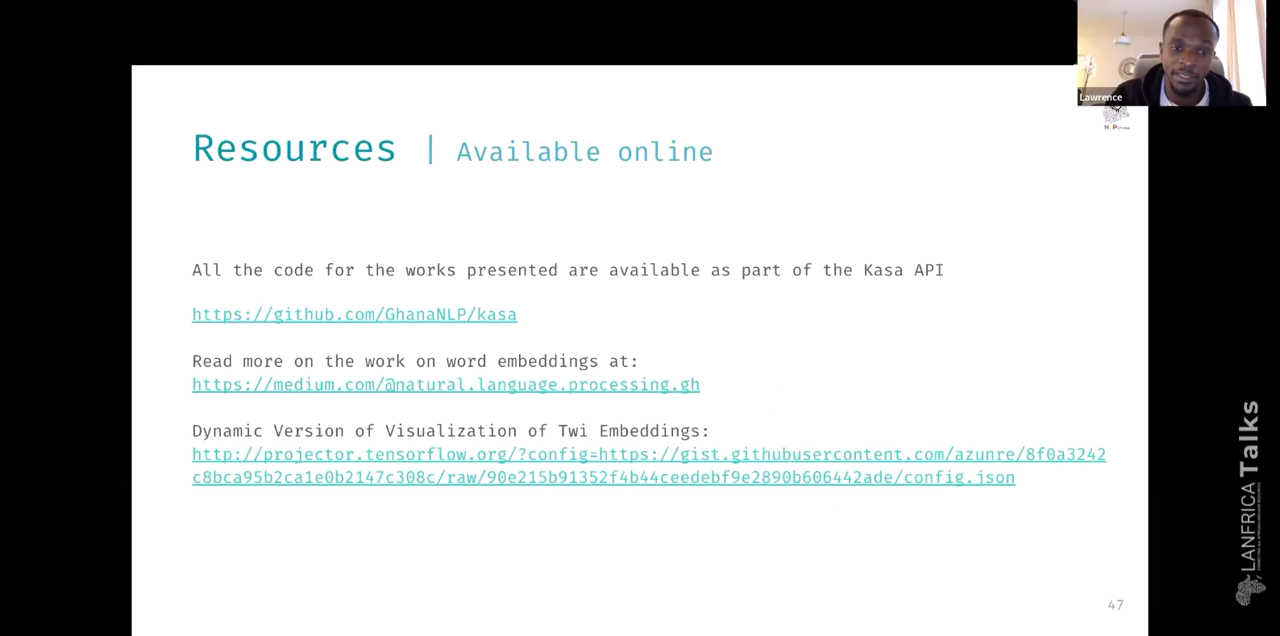 Lawrence
Resources | Available online
All the code for the works presented are available as part of the Kasa API
https://github.com/GhanaNLP/kasa
Read more on the work on word embeddings at:
https://medium.com/@natural.language.processing.gh
Dynamic Version of Visualization of Twi Embeddings:
http://projector.tensorflow.org/?config=https://gist.githubusercontent.com/azunre/8f0a3242
c8bca95b2ca1e0b2147c308c/raw/90e215b91352f4b44ceedebf9e2890b606442ade/config.json
47
LANFRICA Talks